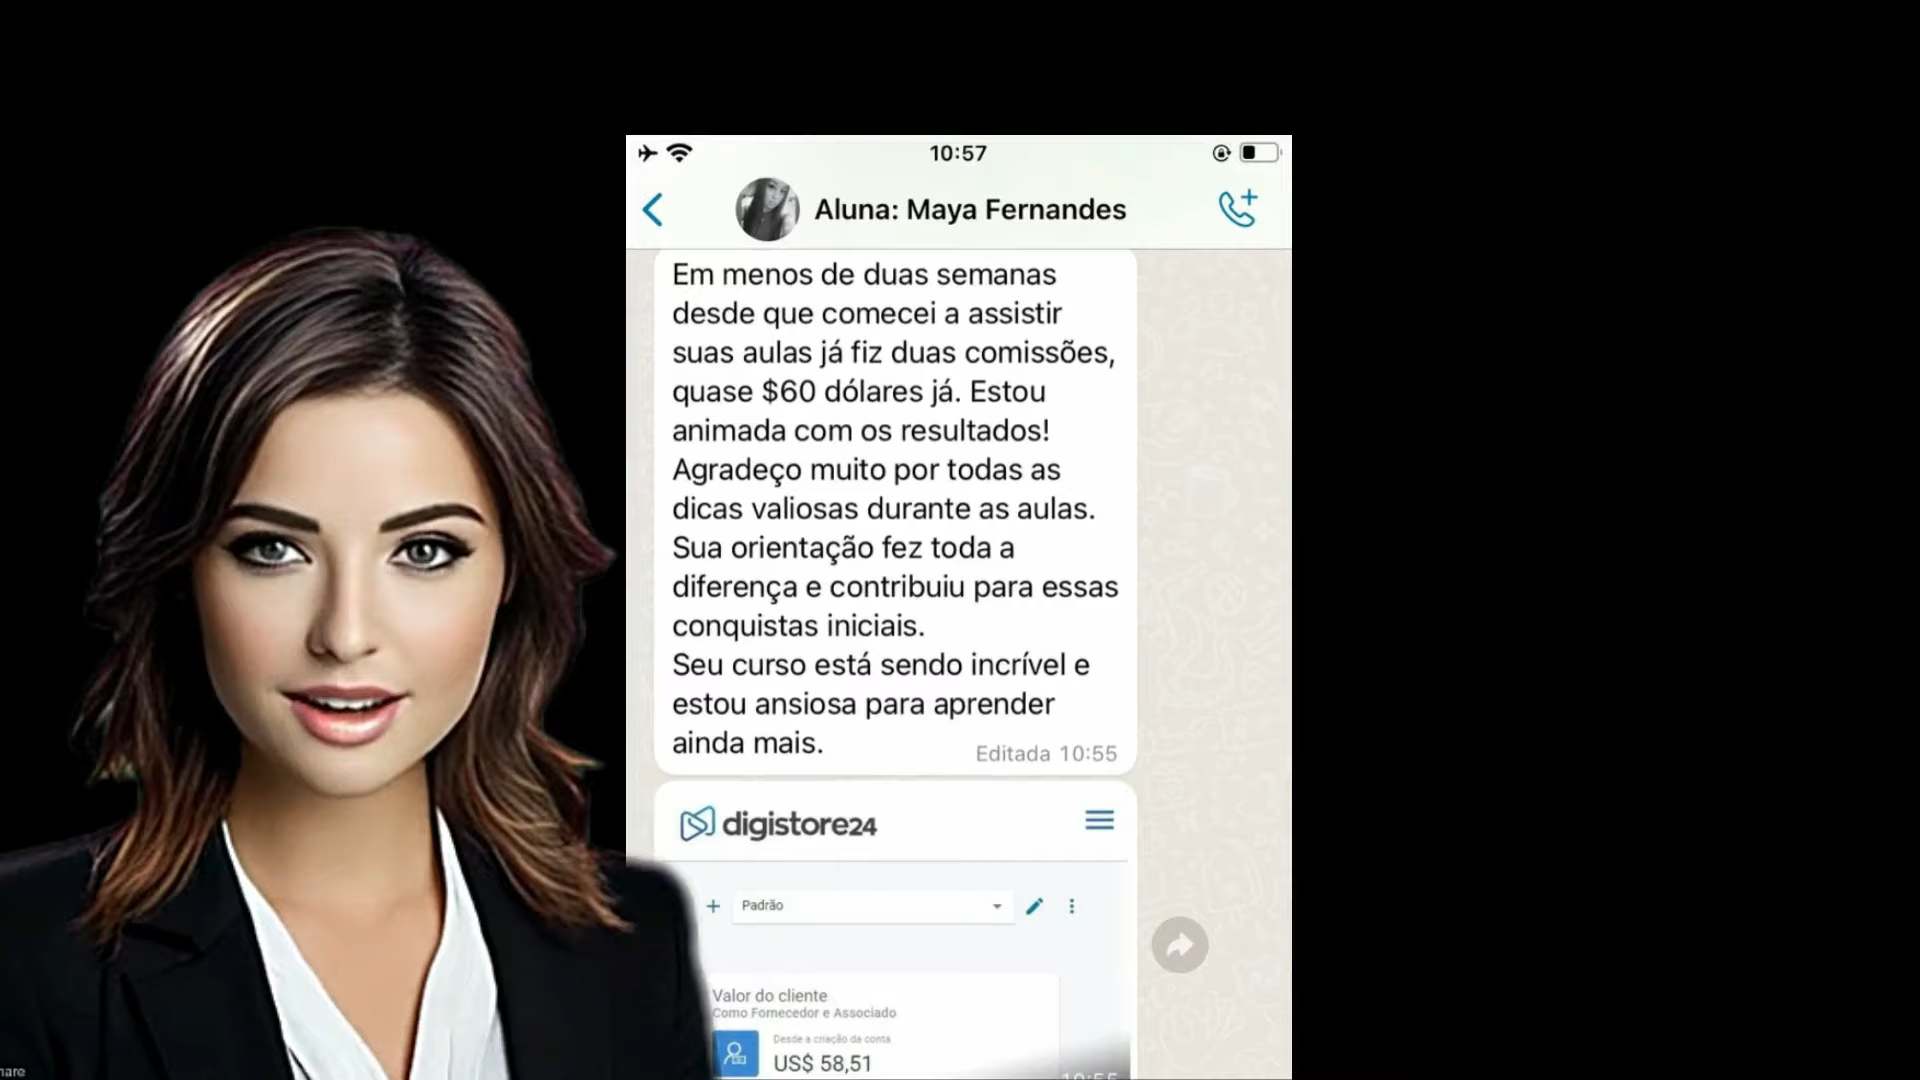 10:57
Aluna: Maya Fernandes
Em menos de duas semanas
desde que comecei a assistir
suas aulas já fiz duas comissões,
quase $60 dólares já. Estou
animada com os resultados!
Agradeço muito por todas as
dicas valiosas durante as aulas.
Sua orientação fez toda a
diferença e contribuiu para essas
conquistas iniciais.
Seu curso está sendo incrível e
estou ansiosa para aprender
ainda mais.
Editada 10:55
digistore24
Padrão
Valor do cliente
Como Fornecedor e Associado
Desde a criação da conta
US$ 58,51
10:55